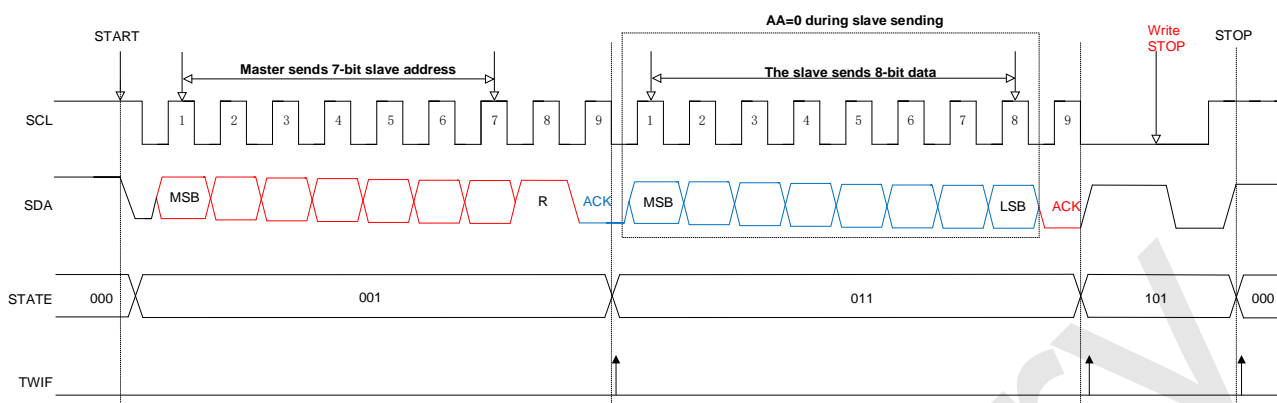 AA=0 during slave sending
START
Write
STOP
STOP
Master sends 7-bit slave address
The slave sends 8-bit data
SCL
1 2 3 4 5 6 7 8 9 1 2 3 4 5 6 7 8 9
SDA
MSB R ACK MSB LSB ACK
STATE 000 001 011 101 000
TWIF